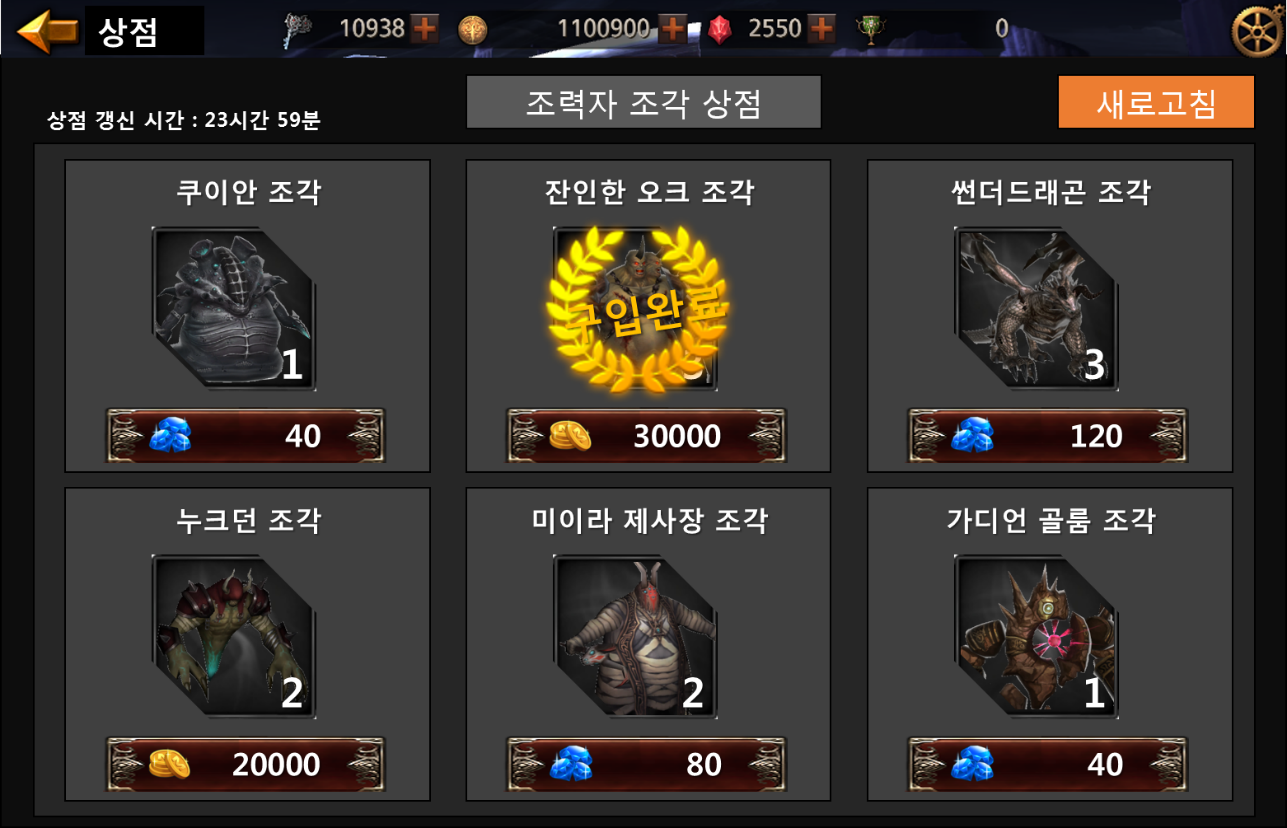 상점
10938
1100900
2550
0
상점 갱신 시간 : 23시간 59분
조력자 조각 상점
새로고침
쿠이안 조각
1
40
잔인한 오크 조각
구입완료
30000
썬더드래곤 조각
3
120
누크던 조각
2
20000
미이라 제사장 조각
2
80
가디언 골룸 조각
1
40